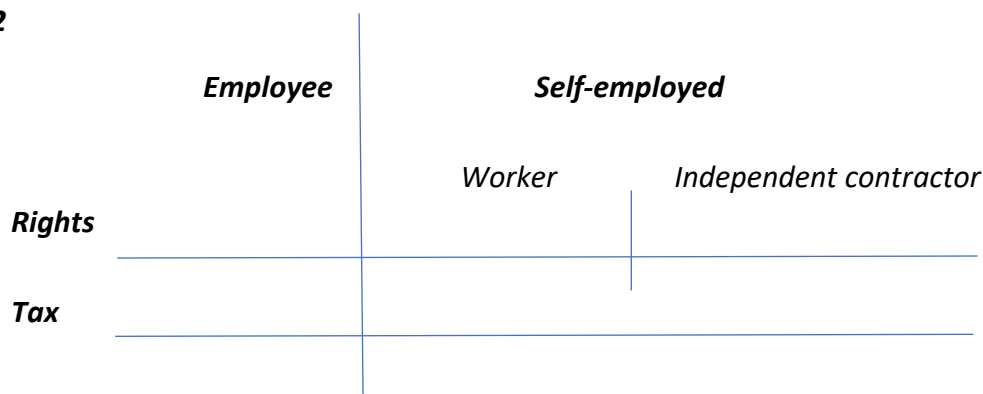 2
Employee Self-employed
Worker Independent contractor
Rights
Tax